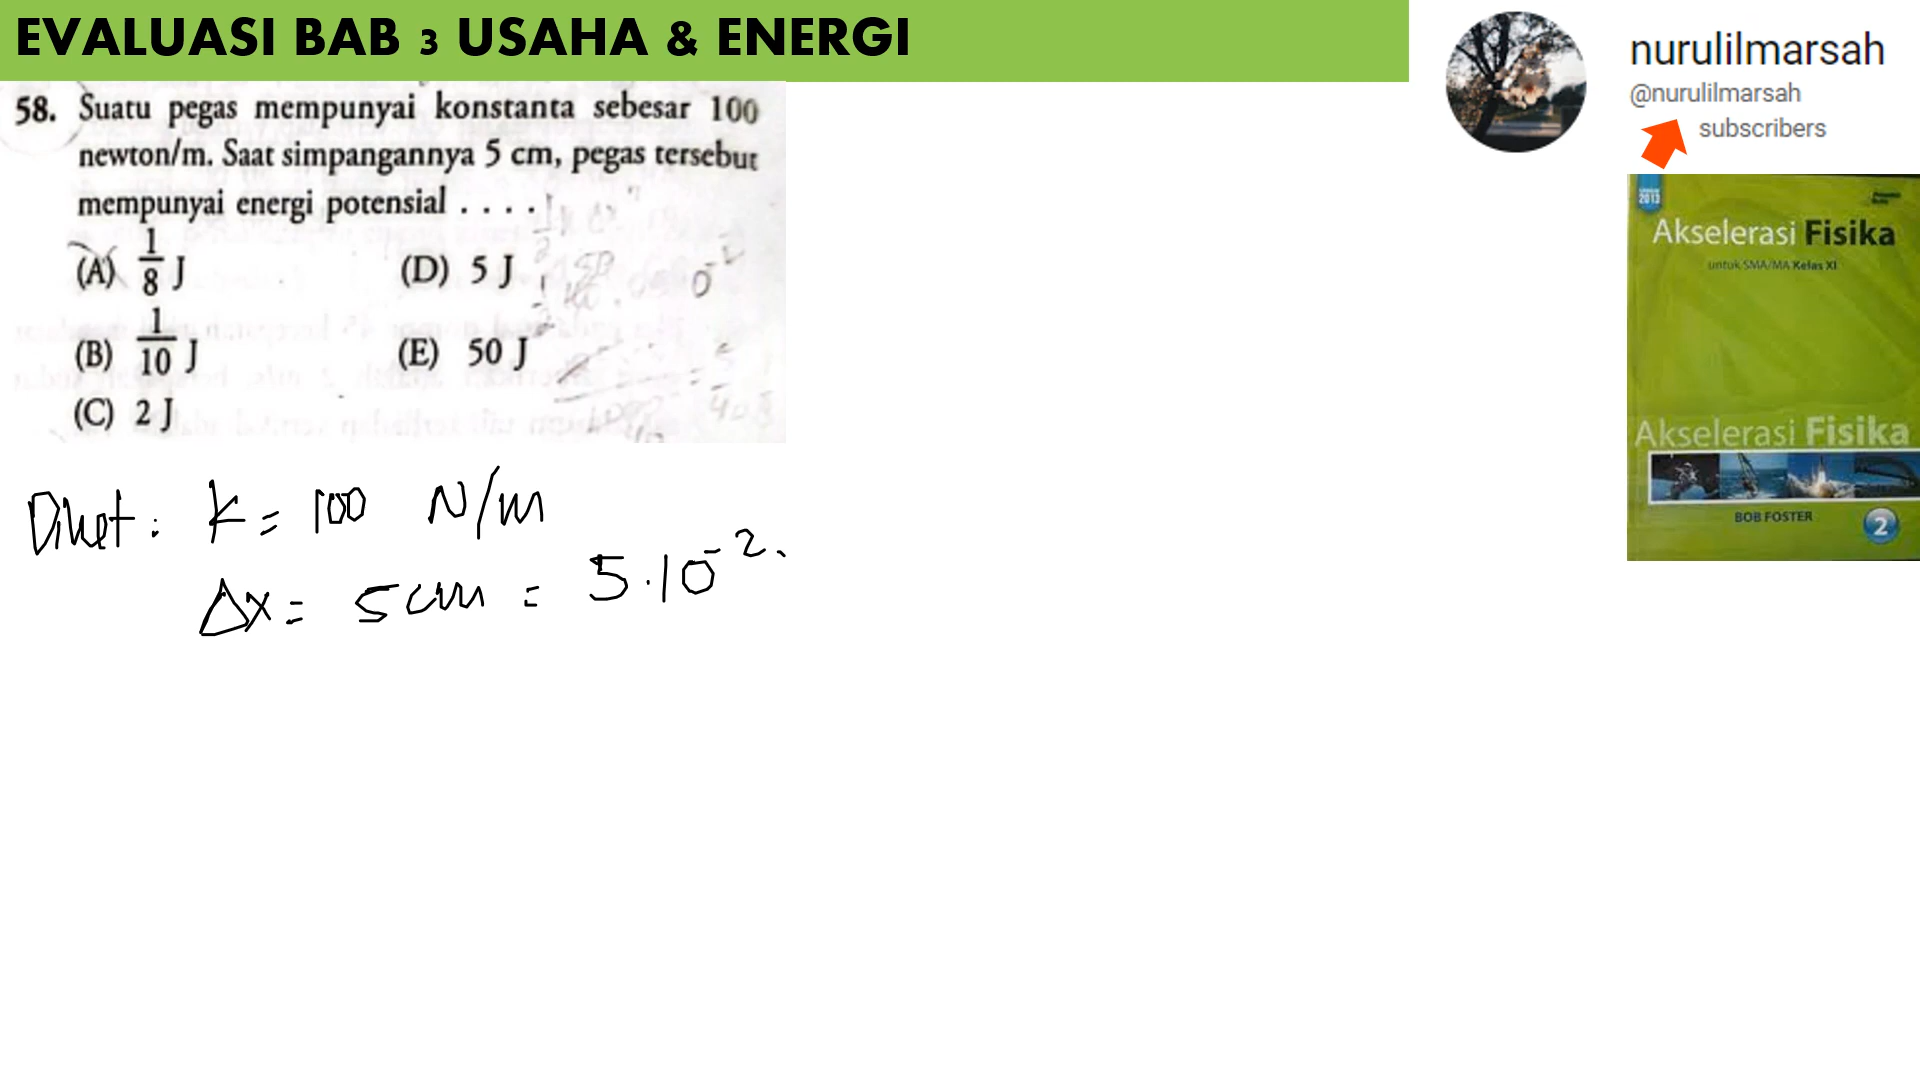 EVALUASI BAB 3 USAHA & ENERGI
nurulilmarsah
@nurulilmarsah
subscribers
58. Suatu pegas mempunyai konstanta sebesar 100
newton/m. Saat simpangannya 5 cm, pegas tersebut
mempunyai energi potensial . . . .
(A) 1/8 J
(B) 1/10 J
(C) 2 J
(D) 5 J
(E) 50 J
Diket : k = 100 N/m
Δx = 5 cm = 5.10⁻².
2013
Akselerasi Fisika
untuk SMA/MA Kelas XI
Akselerasi Fisika
BOB FOSTER
2